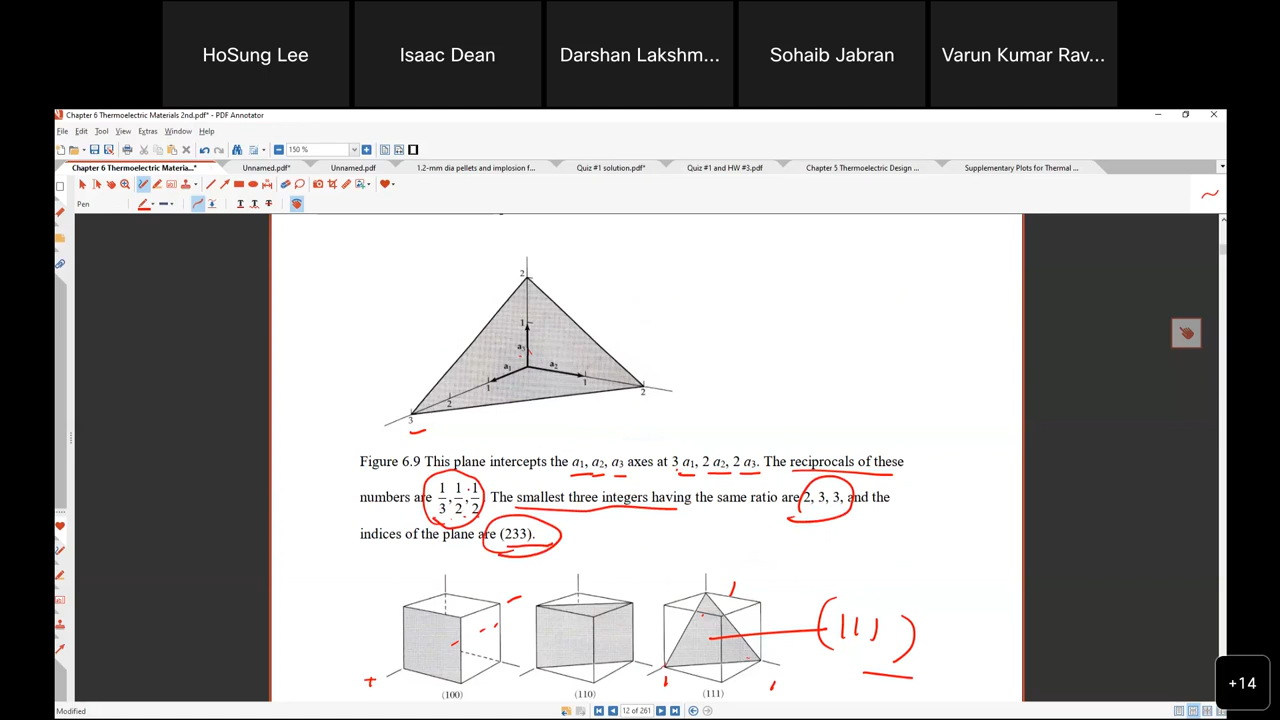 HoSung Lee Isaac Dean Darshan Lakshm... Sohaib Jabran Varun Kumar Rav...
Chapter 6 Thermoelectric Materials 2nd.pdf* - PDF Annotator
File Edit Tool View Extras Window Help
150 %
Chapter 6 Thermoelectric Materia...* Unnamed.pdf* Unnamed.pdf 1.2-mm dia pellets and implosion f... Quiz #1 solution.pdf* Quiz #1 and HW #3.pdf Chapter 5 Thermoelectric Design ... Supplementary Plots for Thermal ...
Pen
2
1
a3
a1 a2
1 1
2 2
3
Figure 6.9 This plane intercepts the a1, a2, a3 axes at 3 a1, 2 a2, 2 a3. The reciprocals of these
numbers are 1/3, 1/2, 1/2 The smallest three integers having the same ratio are 2, 3, 3, and the
indices of the plane are (233).
(111)
(100) (110) (111)
+14
Modified 12 of 261